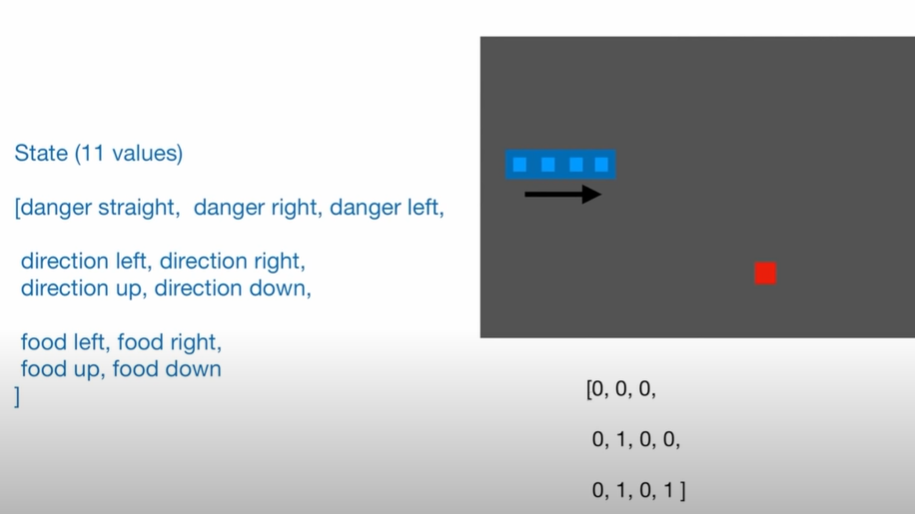 State (11 values)
[danger straight, danger right, danger left,
direction left, direction right,
direction up, direction down,
food left, food right,
food up, food down
]
[0, 0, 0,
0, 1, 0, 0,
0, 1, 0, 1 ]